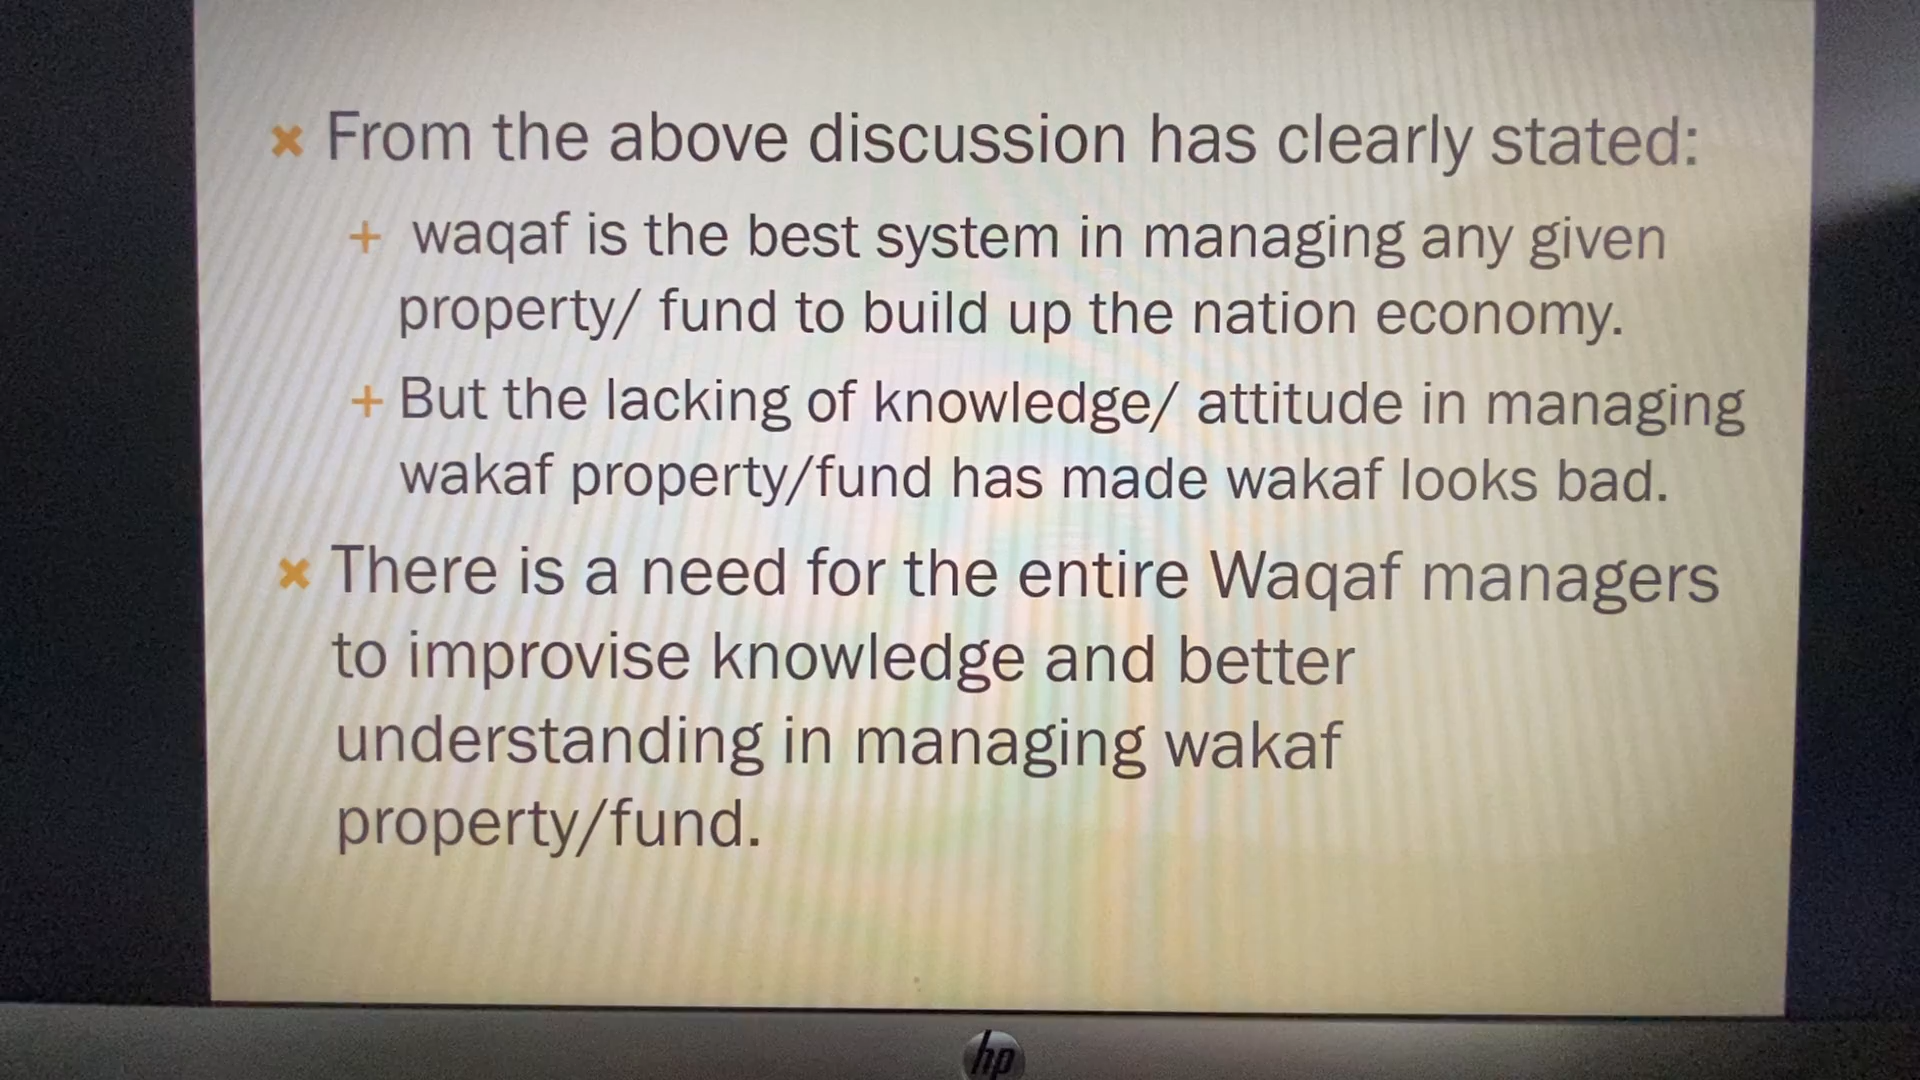 From the above discussion has clearly stated:
waqaf is the best system in managing any given
property/ fund to build up the nation economy.
But the lacking of knowledge/ attitude in managing
wakaf property/fund has made wakaf looks bad.
There is a need for the entire Waqaf managers
to improvise knowledge and better
understanding in managing wakaf
property/fund.
hp